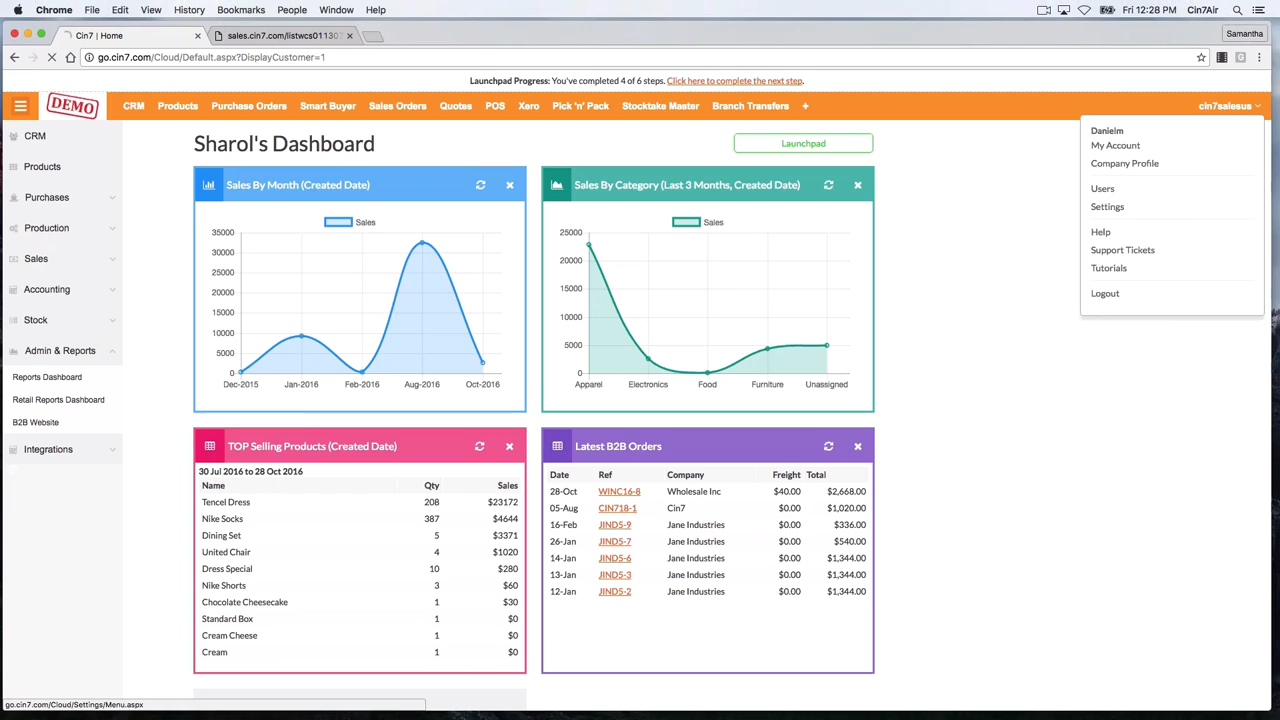 Chrome File Edit View History Bookmarks People Window Help Fri 12:28 PM Cin7Air
Cin7 | Home sales.cin7.com/listwcs01130? Samantha
go.cin7.com/Cloud/Default.aspx?DisplayCustomer=1
Launchpad Progress: You've completed 4 of 6 steps. Click here to complete the next step.
DEMO CRM Products Purchase Orders Smart Buyer Sales Orders Quotes POS Xero Pick 'n' Pack Stocktake Master Branch Transfers + cin7salesus
Danielm
My Account
Company Profile
Users
Settings
Help
Support Tickets
Tutorials
Logout
CRM
Products
Purchases
Production
Sales
Accounting
Stock
Admin & Reports
Reports Dashboard
Retail Reports Dashboard
B2B Website
Integrations
Sharol's Dashboard Launchpad
Sales By Month (Created Date)
Sales
35000
30000
25000
20000
15000
10000
5000
0
Dec-2015 Jan-2016 Feb-2016 Aug-2016 Oct-2016
Sales By Category (Last 3 Months, Created Date)
Sales
25000
20000
15000
10000
5000
0
Apparel Electronics Food Furniture Unassigned
TOP Selling Products (Created Date)
30 Jul 2016 to 28 Oct 2016
Name Qty Sales
Tencel Dress 208 $23172
Nike Socks 387 $4644
Dining Set 5 $3371
United Chair 4 $1020
Dress Special 10 $280
Nike Shorts 3 $60
Chocolate Cheesecake 1 $30
Standard Box 1 $0
Cream Cheese 1 $0
Cream 1 $0
Latest B2B Orders
Date Ref Company Freight Total
28-Oct WINC16-8 Wholesale Inc $40.00 $2,668.00
05-Aug CIN718-1 Cin7 $0.00 $1,020.00
16-Feb JIND5-9 Jane Industries $0.00 $336.00
26-Jan JIND5-7 Jane Industries $0.00 $540.00
14-Jan JIND5-6 Jane Industries $0.00 $1,344.00
13-Jan JIND5-3 Jane Industries $0.00 $1,344.00
12-Jan JIND5-2 Jane Industries $0.00 $1,344.00
go.cin7.com/Cloud/Settings/Menu.aspx